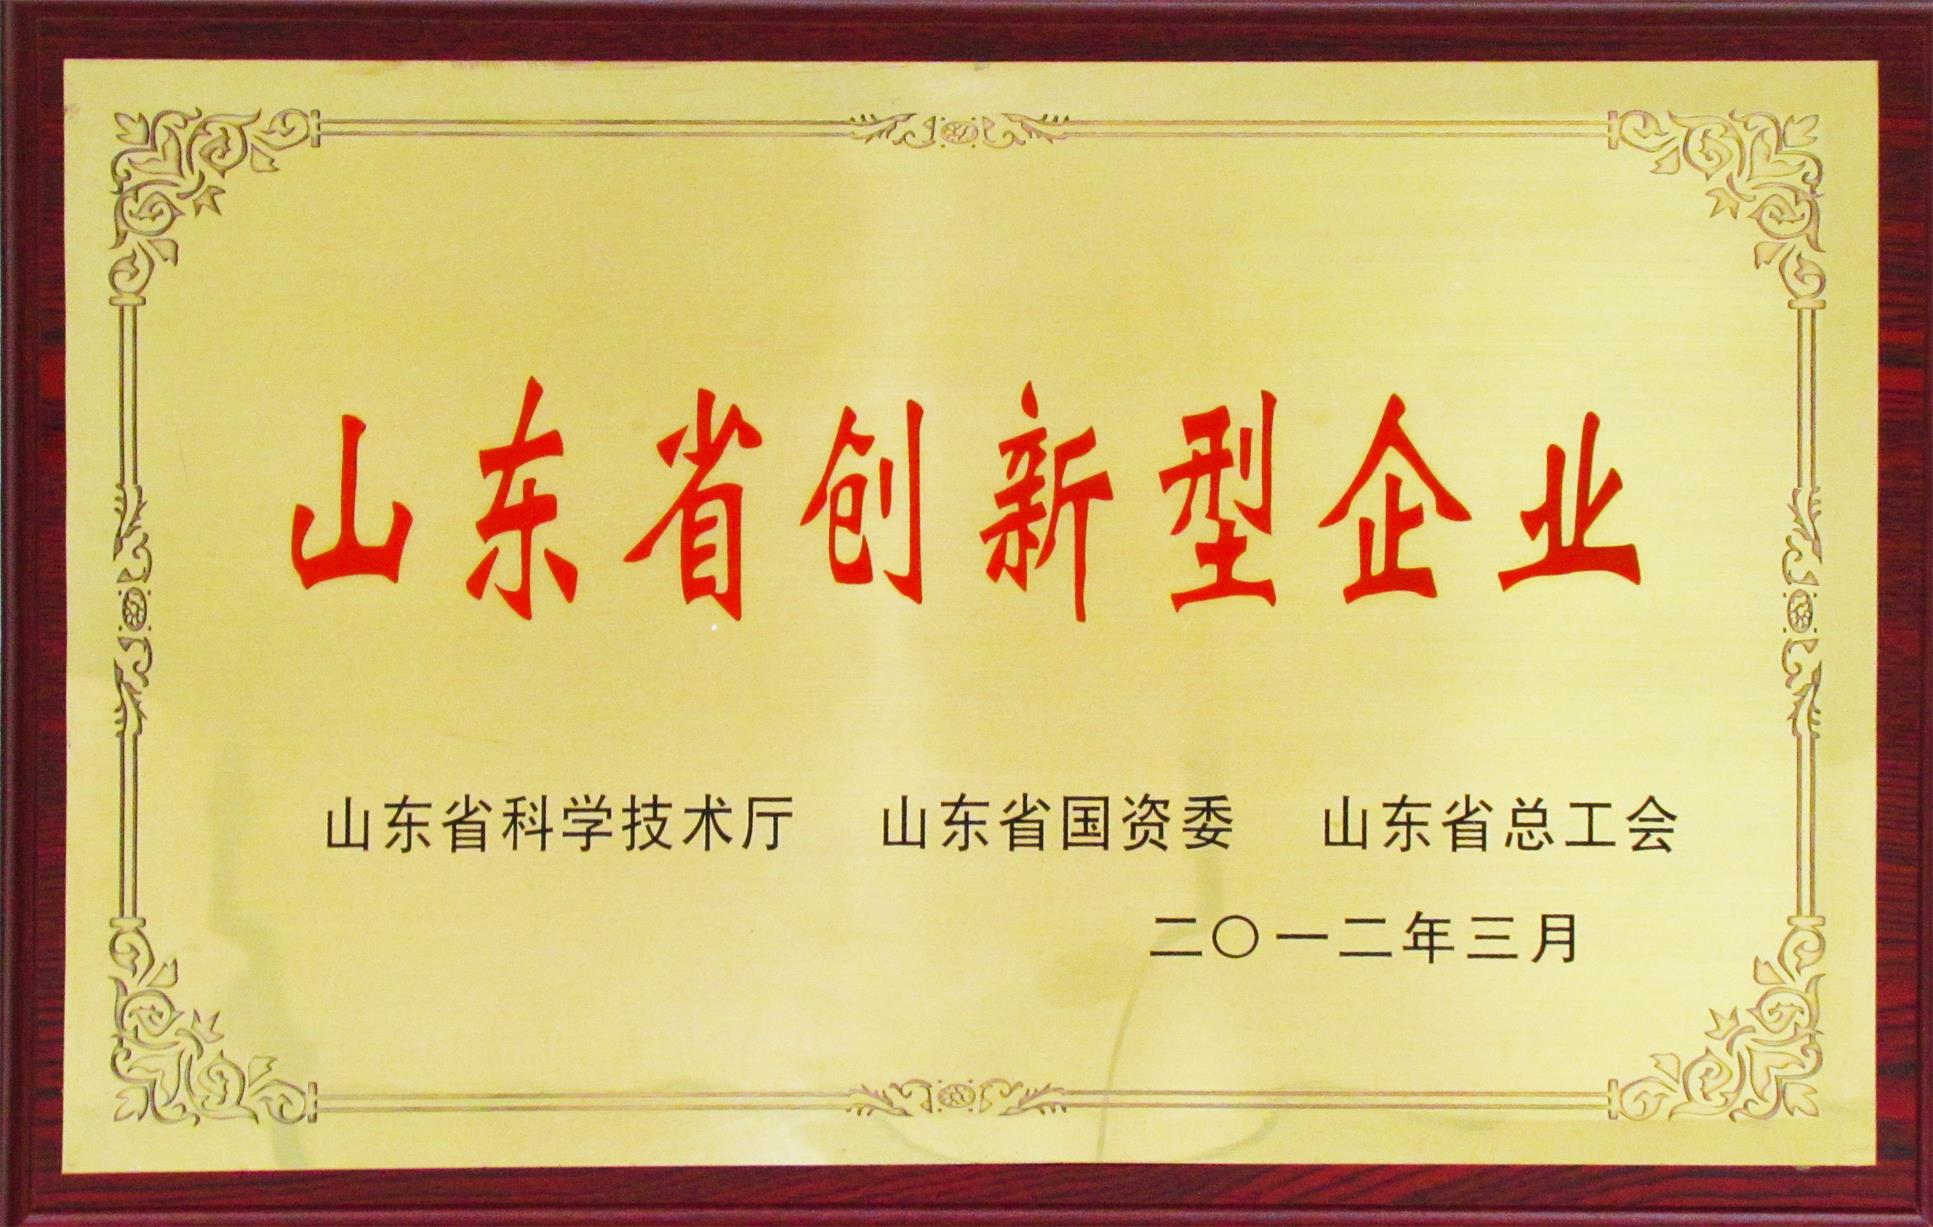 山东省创新型企业
山东省科学技术厅 山东省国资委 山东省总工会
二〇一二年三月